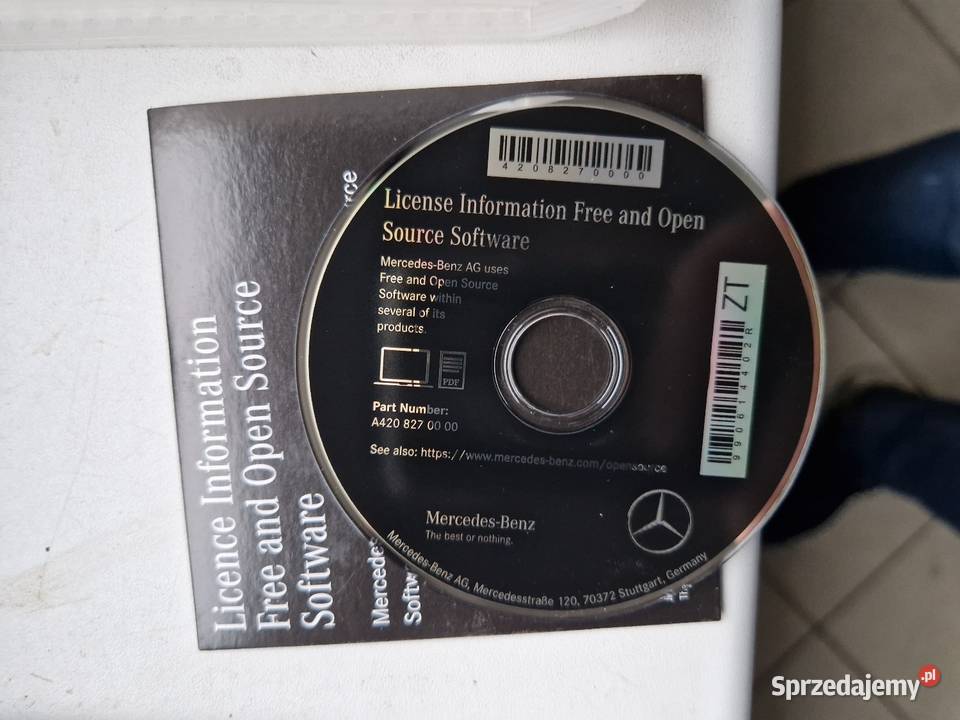 4208270000
License Information Free and Open
Source Software
Mercedes-Benz AG uses
Free and Open Source
Software within
several of its
products.
PDF
Part Number:
A420 827 00 00
See also: https://www.mercedes-benz.com/opensource
Mercedes-Benz
The best or nothing.
Mercedes-Benz AG, Mercedesstraße 120, 70372 Stuttgart, Germany
ZT
990614402R
Licence Information
Free and Open Source
Software
Sprzedajemy.pl